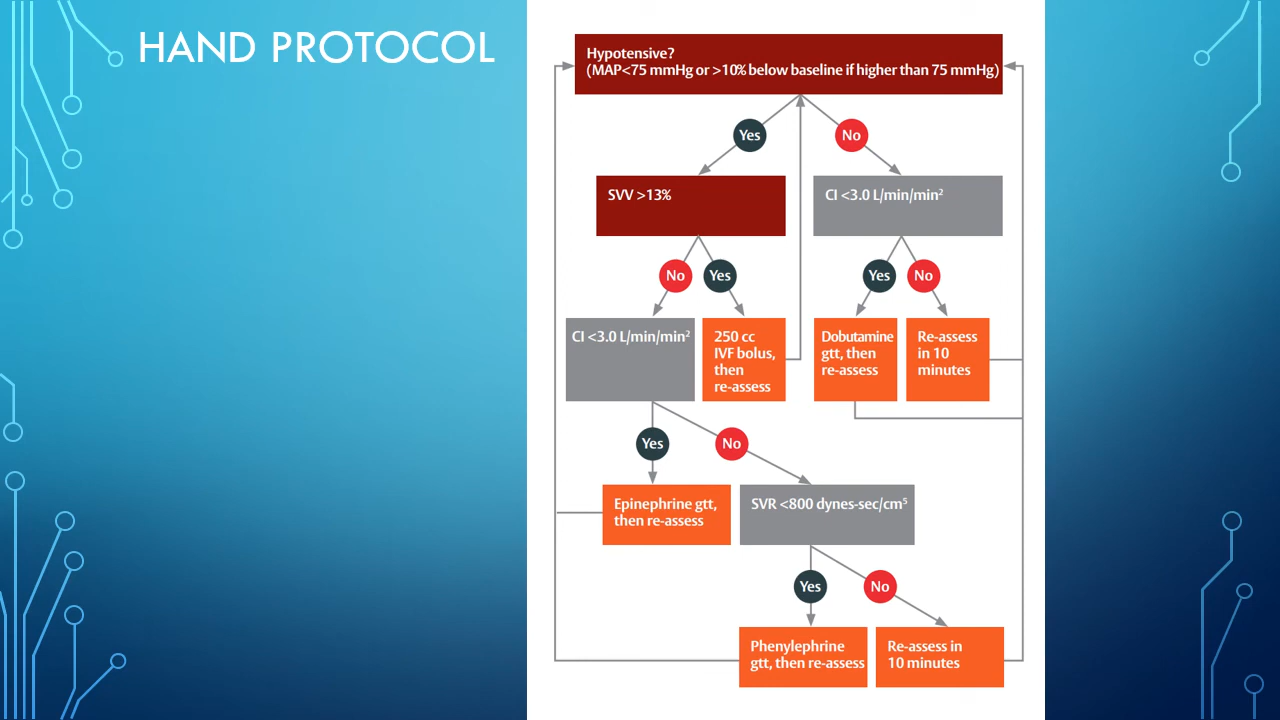 HAND PROTOCOL
Hypotensive?
(MAP<75 mmHg or >10% below baseline if higher than 75 mmHg)
Yes
No
SVV >13%
CI <3.0 L/min/min²
No
Yes
Yes
No
CI <3.0 L/min/min²
250 cc
IVF bolus,
then
re-assess
Dobutamine
gtt, then
re-assess
Re-assess
in 10
minutes
Yes
No
Epinephrine gtt,
then re-assess
SVR <800 dynes-sec/cm⁵
Yes
No
Phenylephrine
gtt, then re-assess
Re-assess in
10 minutes